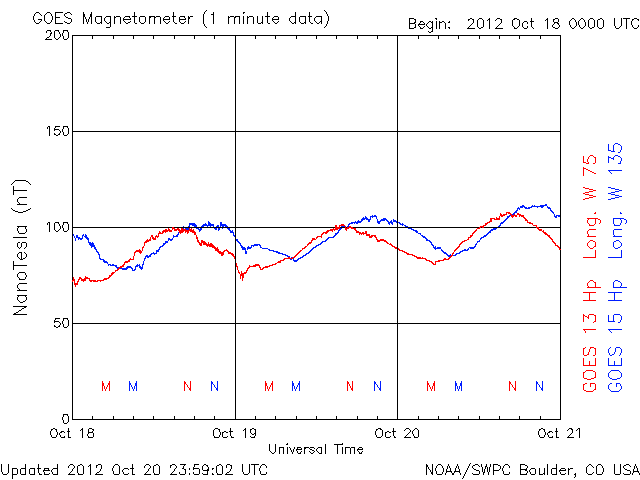 GOES Magnetometer (1 minute data)
Begin: 2012 Oct 18 0000 UTC
200
150
100
50
0
NanoTesla (nT)
M M N N M M N N M M N N
Oct 18 Oct 19 Oct 20 Oct 21
Universal Time
GOES 13 Hp Long. W 75
GOES 15 Hp Long. W 135
Updated 2012 Oct 20 23:59:02 UTC
NOAA/SWPC Boulder, CO USA